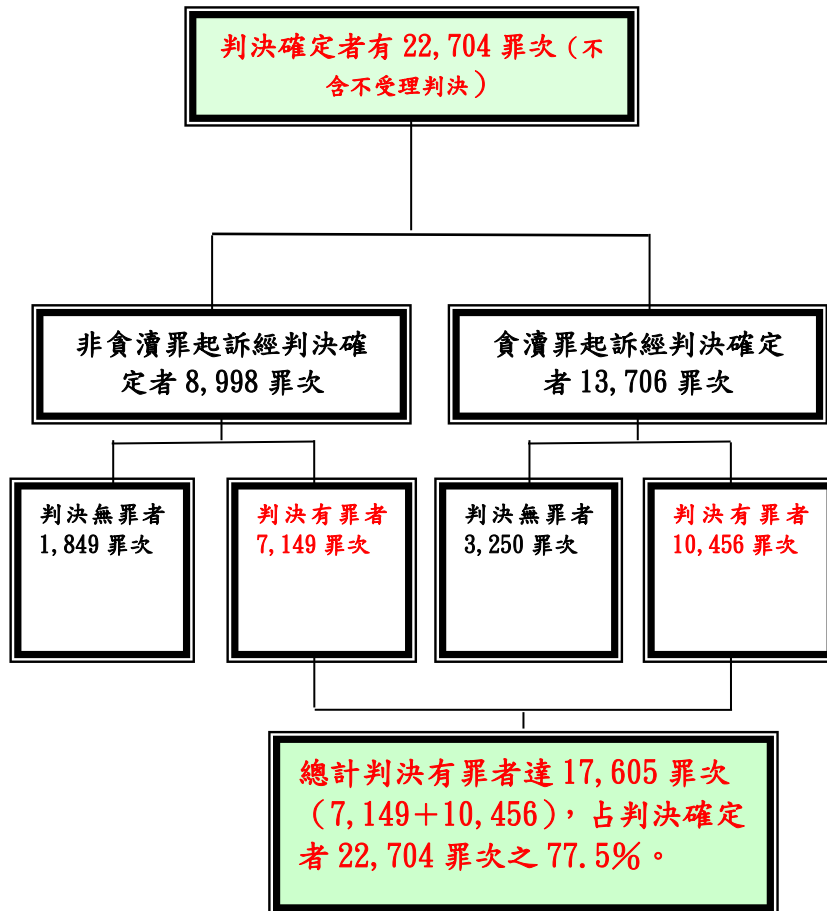 判決確定者有 22,704 罪次（不
含不受理判決）
非貪瀆罪起訴經判決確
定者 8,998 罪次
貪瀆罪起訴經判決確定
者 13,706 罪次
判決無罪者
1,849 罪次
判決有罪者
7,149 罪次
判決無罪者
3,250 罪次
判決有罪者
10,456 罪次
總計判決有罪者達 17,605 罪次
（7,149＋10,456），占判決確定
者 22,704 罪次之 77.5％。